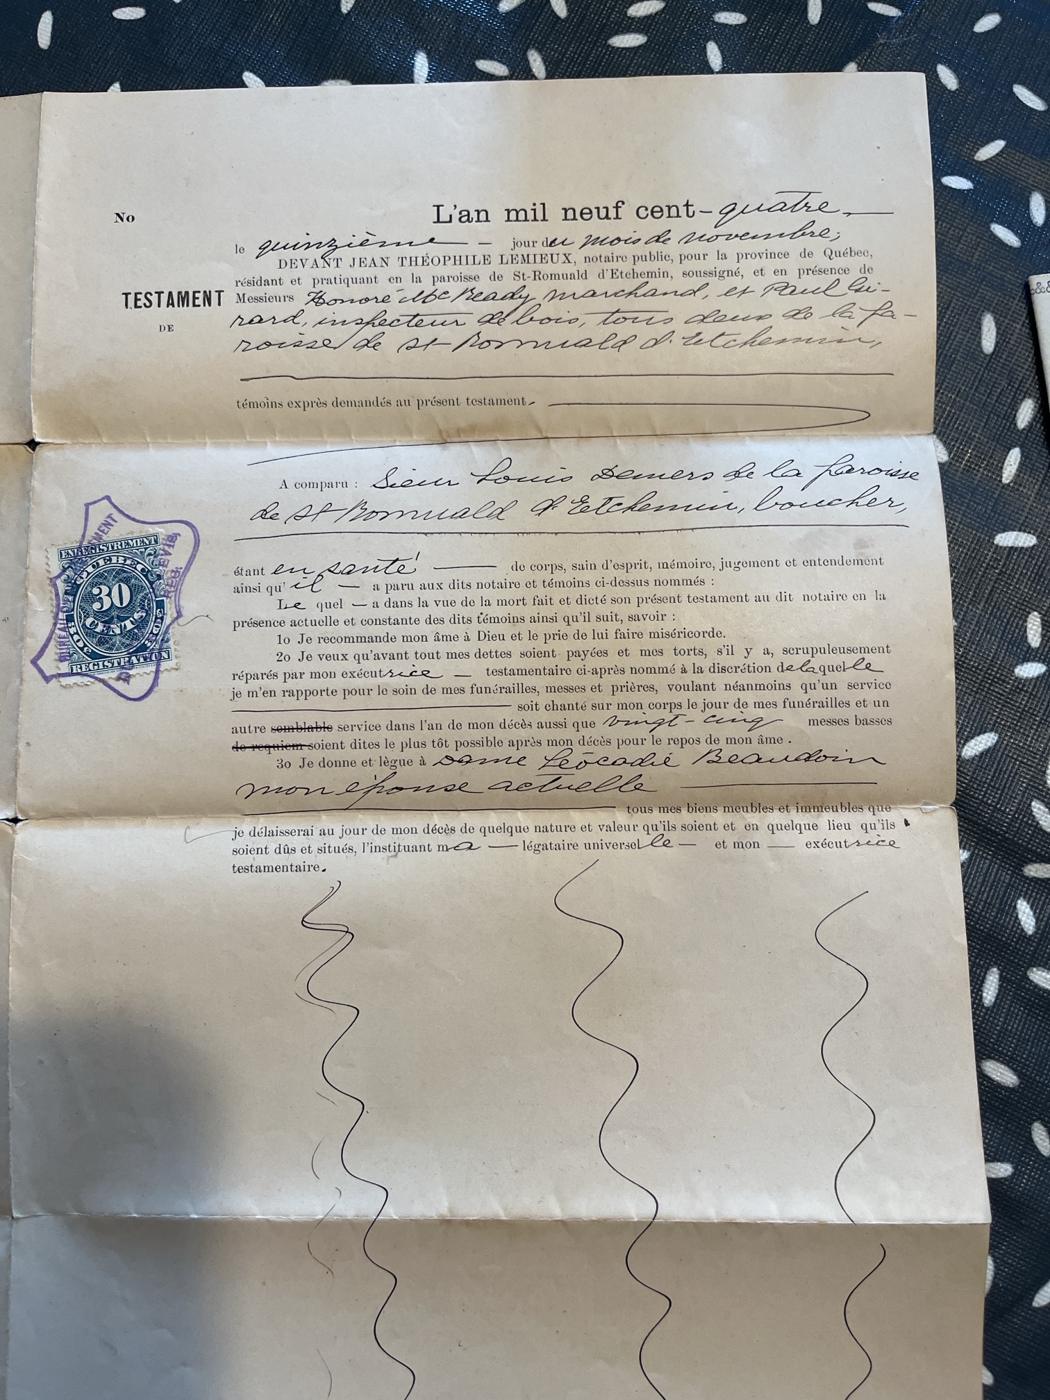 No
L'an mil neuf cent-quatre
le quinzième — jour du mois de novembre;
DEVANT JEAN THÉOPHILE LEMIEUX, notaire public, pour la province de Québec,
résidant et pratiquant en la paroisse de St-Romuald d'Etchemin, soussigné, et en présence de
TESTAMENT
DE
Messieurs Honoré McReady marchand, et Paul Gui-
rard, inspecteur de bois, tous deux de la pa-
roisse de St Romuald d'Etchemin,
témoins exprès demandés au présent testament.
A comparu : Sieur Louis Demers de la paroisse
de St Romuald d'Etchemin, boucher,
étant en santé — de corps, sain d'esprit, mémoire, jugement et entendement
ainsi qu'il — a paru aux dits notaire et témoins ci-dessus nommés :
Le quel — a dans la vue de la mort fait et dicté son présent testament au dit notaire en la
présence actuelle et constante des dits témoins ainsi qu'il suit, savoir :
1o Je recommande mon âme à Dieu et le prie de lui faire miséricorde.
2o Je veux qu'avant tout mes dettes soient payées et mes torts, s'il y a, scrupuleusement
réparés par mon exécutrice — testamentaire ci-après nommé à la discrétion de laquelle
je m'en rapporte pour le soin de mes funérailles, messes et prières, voulant néanmoins qu'un service
soit chanté sur mon corps le jour de mes funérailles et un
autre semblable service dans l'an de mon décès aussi que vingt-cinq messes basses
de requiem soient dites le plus tôt possible après mon décès pour le repos de mon âme.
3o Je donne et lègue à Dame Léocadie Beaudoin
mon épouse actuelle
tous mes biens meubles et immeubles que
je délaisserai au jour de mon décès de quelque nature et valeur qu'ils soient et en quelque lieu qu'ils
soient dûs et situés, l'instituant ma — légataire universelle — et mon — exécutrice
testamentaire.
ENREGISTREMENT
QUEBEC
30
CENTS
30c 30c
REGISTRATION